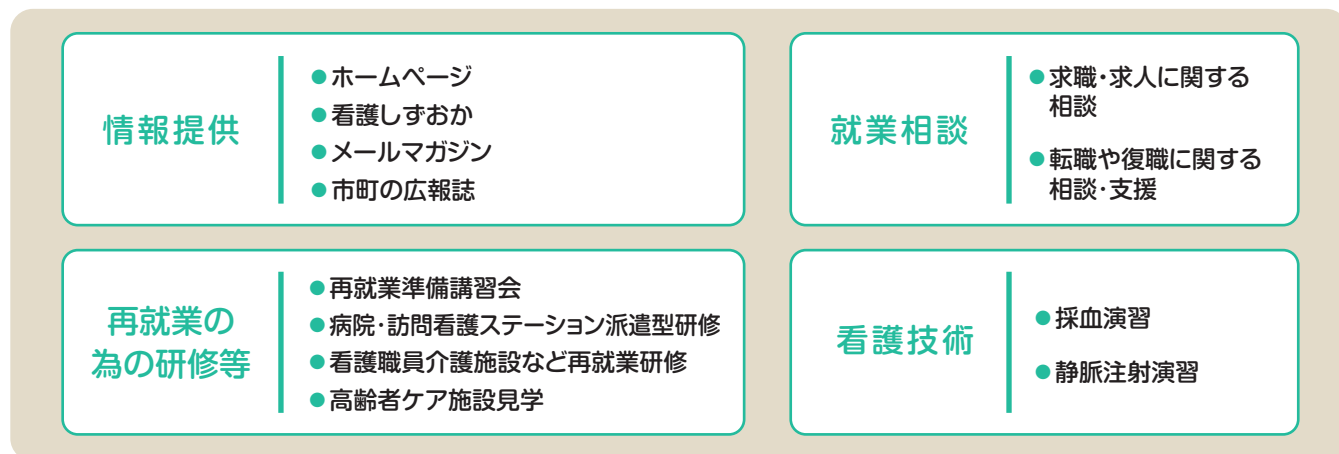 情報提供
●ホームページ
●看護しずおか
●メールマガジン
●市町の広報誌
就業相談
●求職・求人に関する
相談
●転職や復職に関する
相談・支援
再就業の
為の研修等
●再就業準備講習会
●病院・訪問看護ステーション派遣型研修
●看護職員介護施設など再就業研修
●高齢者ケア施設見学
看護技術
●採血演習
●静脈注射演習